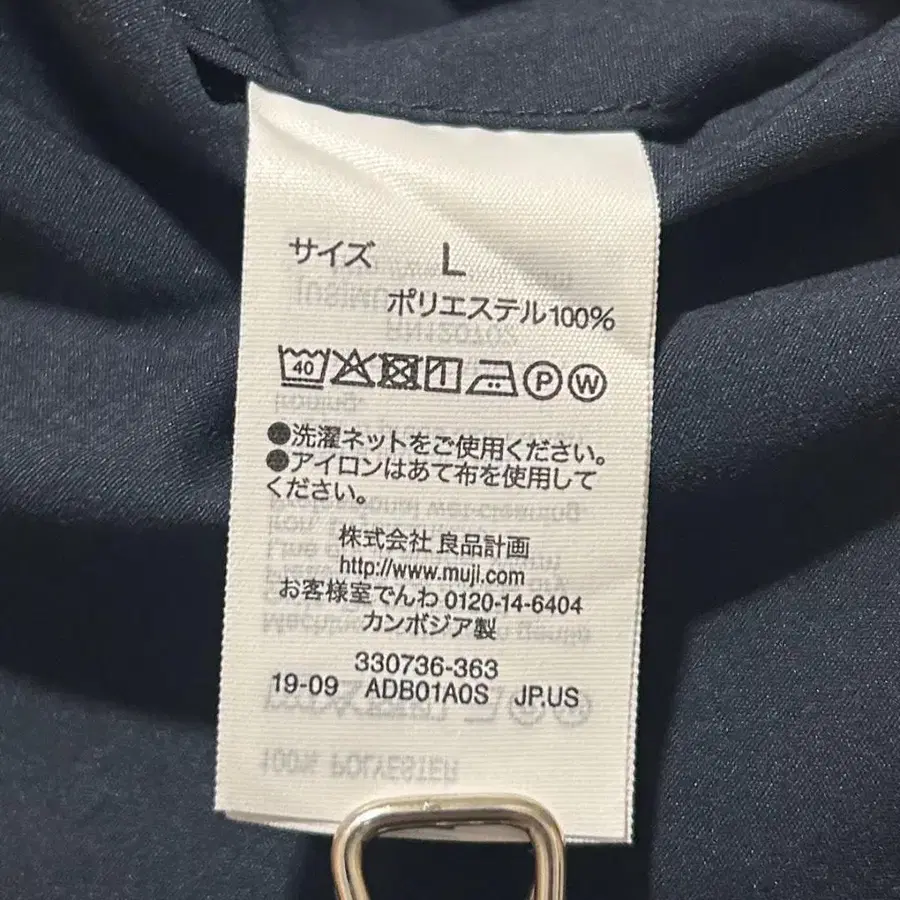 サイズ L
ポリエステル100%
40 P W
●洗濯ネットをご使用ください。
●アイロンはあて布を使用して
ください。
株式会社 良品計画
http://www.muji.com
お客様室でんわ 0120-14-6404
カンボジア製
330736-363
19-09 ADB01A0S JP.US
100% POLYESTER